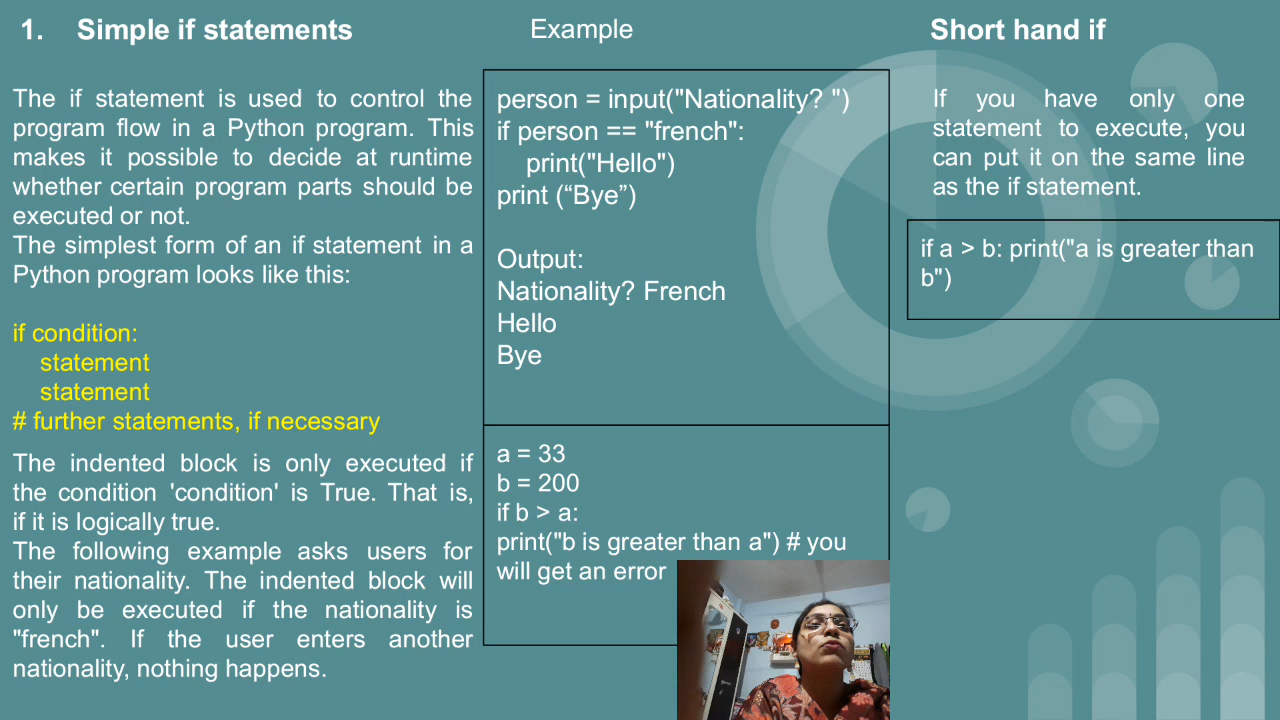 1. Simple if statements
The if statement is used to control the
program flow in a Python program. This
makes it possible to decide at runtime
whether certain program parts should be
executed or not.
The simplest form of an if statement in a
Python program looks like this:
if condition:
statement
statement
# further statements, if necessary
The indented block is only executed if
the condition 'condition' is True. That is,
if it is logically true.
The following example asks users for
their nationality. The indented block will
only be executed if the nationality is
"french". If the user enters another
nationality, nothing happens.
Example
person = input("Nationality? ")
if person == "french":
print("Hello")
print (“Bye”)
Output:
Nationality? French
Hello
Bye
a = 33
b = 200
if b > a:
print("b is greater than a") # you
will get an error
Short hand if
If you have only one
statement to execute, you
can put it on the same line
as the if statement.
if a > b: print("a is greater than
b")